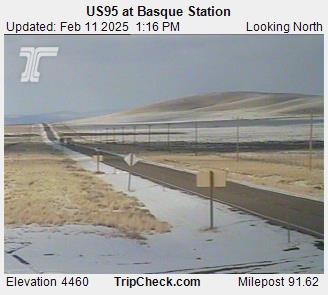 US95 at Basque Station
Updated: Feb 11 2025 1:16 PM Looking North
Elevation 4460 TripCheck.com Milepost 91.62